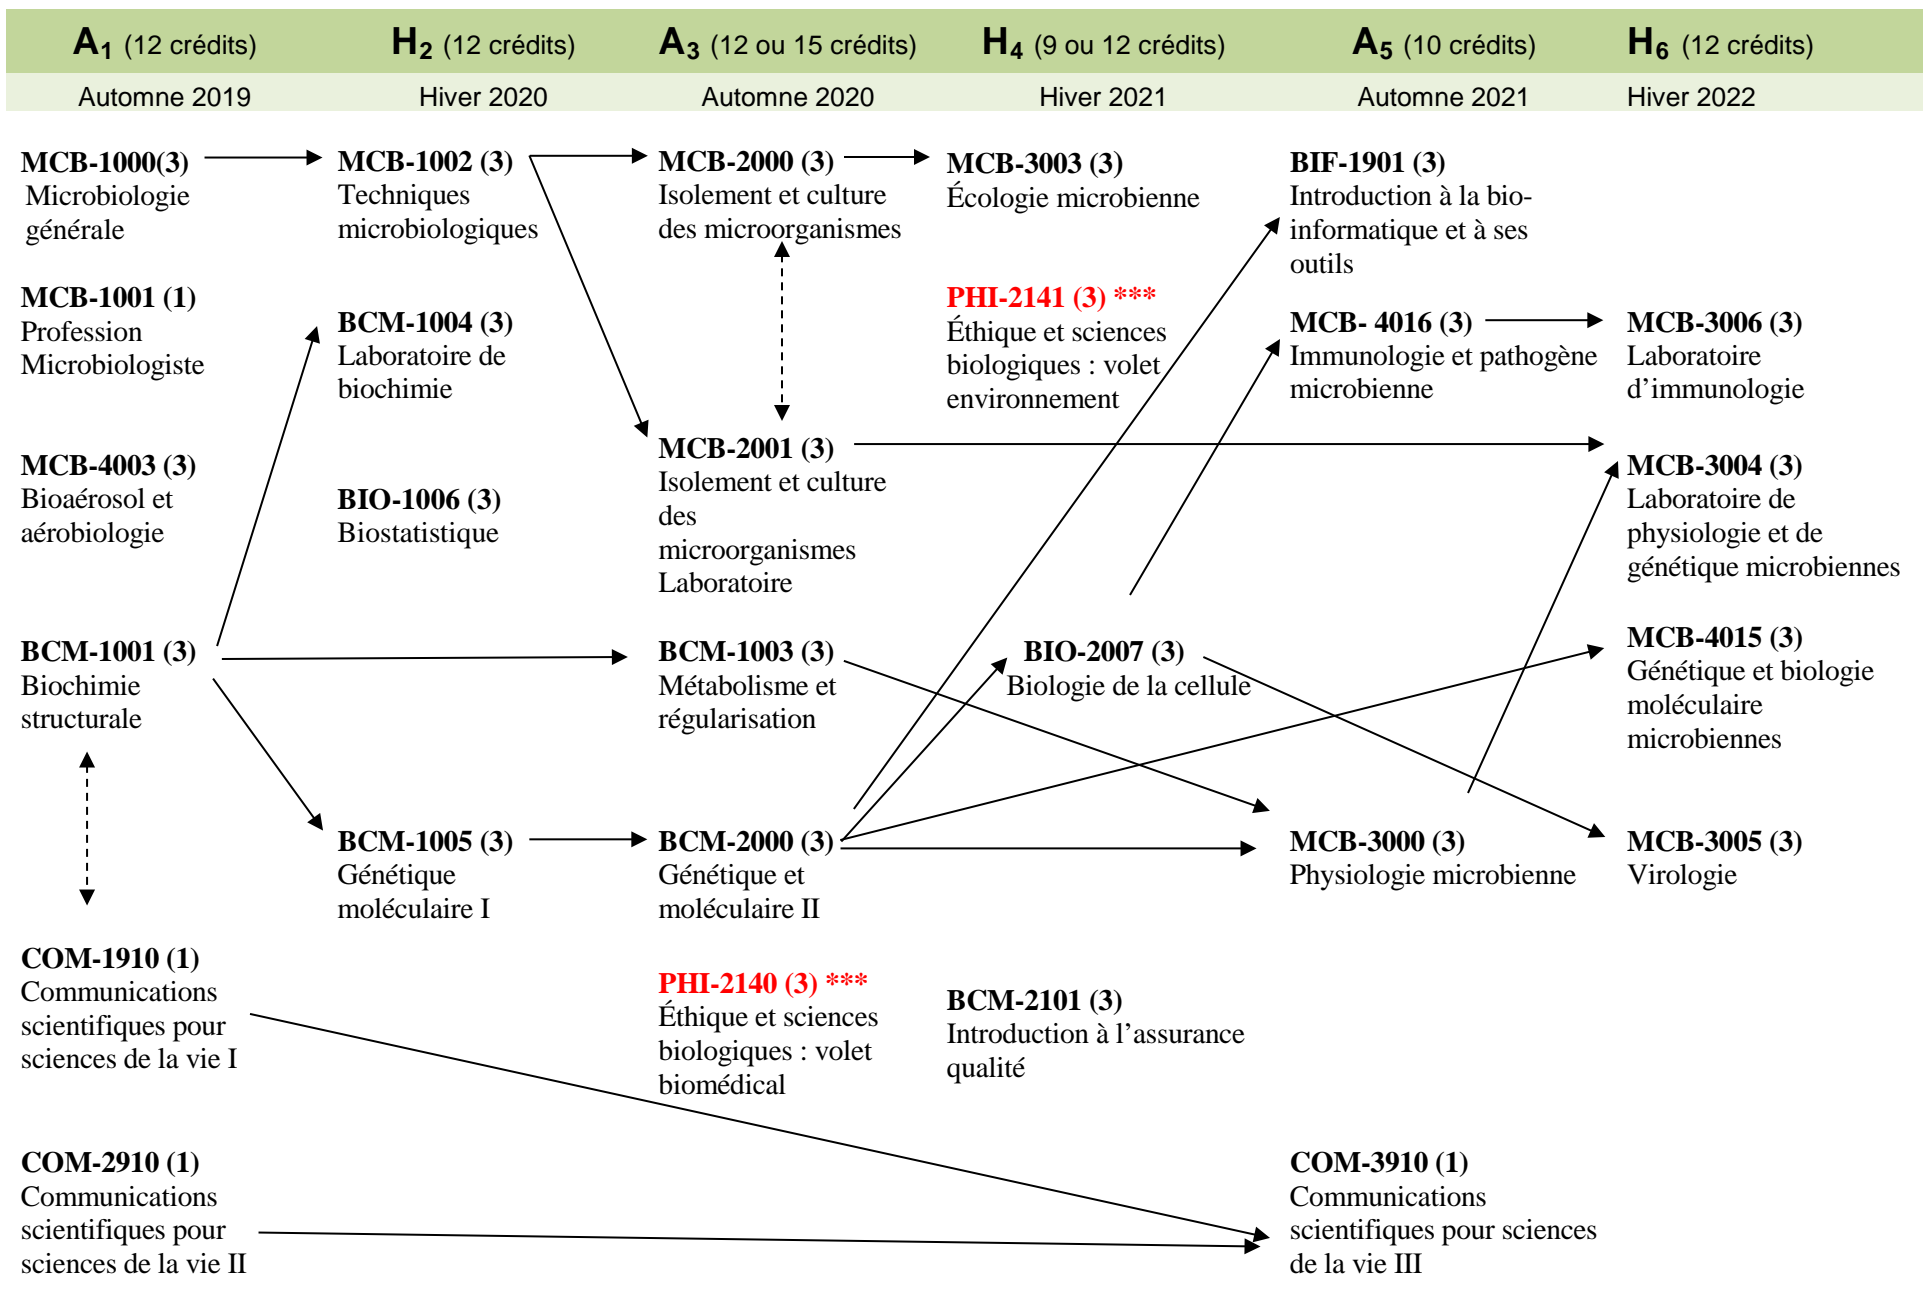 A1 (12 crédits)
H2 (12 crédits)
A3 (12 ou 15 crédits)
H4 (9 ou 12 crédits)
A5 (10 crédits)
H6 (12 crédits)
Automne 2019
Hiver 2020
Automne 2020
Hiver 2021
Automne 2021
Hiver 2022
MCB-1000(3)
Microbiologie
générale
MCB-1001 (1)
Profession
Microbiologiste
MCB-4003 (3)
Bioaérosol et
aérobiologie
BCM-1001 (3)
Biochimie
structurale
COM-1910 (1)
Communications
scientifiques pour
sciences de la vie I
COM-2910 (1)
Communications
scientifiques pour
sciences de la vie II
MCB-1002 (3)
Techniques
microbiologiques
BCM-1004 (3)
Laboratoire de
biochimie
BIO-1006 (3)
Biostatistique
BCM-1005 (3)
Génétique
moléculaire I
MCB-2000 (3)
Isolement et culture
des microorganismes
MCB-2001 (3)
Isolement et culture
des
microorganismes
Laboratoire
BCM-1003 (3)
Métabolisme et
régularisation
BCM-2000 (3)
Génétique et
moléculaire II
PHI-2140 (3) ***
Éthique et sciences
biologiques : volet
biomédical
MCB-3003 (3)
Écologie microbienne
PHI-2141 (3) ***
Éthique et sciences
biologiques : volet
environnement
BIO-2007 (3)
Biologie de la cellule
BCM-2101 (3)
Introduction à l’assurance
qualité
BIF-1901 (3)
Introduction à la bio-
informatique et à ses
outils
MCB- 4016 (3)
Immunologie et pathogène
microbienne
MCB-3000 (3)
Physiologie microbienne
COM-3910 (1)
Communications
scientifiques pour sciences
de la vie III
MCB-3006 (3)
Laboratoire
d’immunologie
MCB-3004 (3)
Laboratoire de
physiologie et de
génétique microbiennes
MCB-4015 (3)
Génétique et biologie
moléculaire
microbiennes
MCB-3005 (3)
Virologie